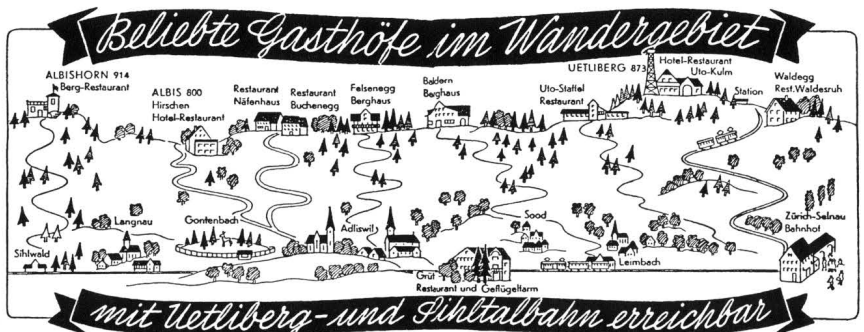 Beliebte Gasthöfe im Wandergebiet
ALBISHORN 914
Berg-Restaurant
ALBIS 800
Hirschen
Hotel-Restaurant
Restaurant
Näfenhaus
Restaurant
Buchenegg
Felsenegg
Berghaus
Baldern
Berghaus
Uto-Staffel
Restaurant
UETLIBERG 873
Hotel-Restaurant
Uto-Kulm
Station
Waldegg
Rest.Waldesruh
Sihlwald
Langnau
Gontenbach
Adliswil
Sood
Grüt
Restaurant und Geflügelfarm
Leimbach
Zürich-Selnau
Bahnhof
mit Uetliberg- und Sihltalbahn erreichbar